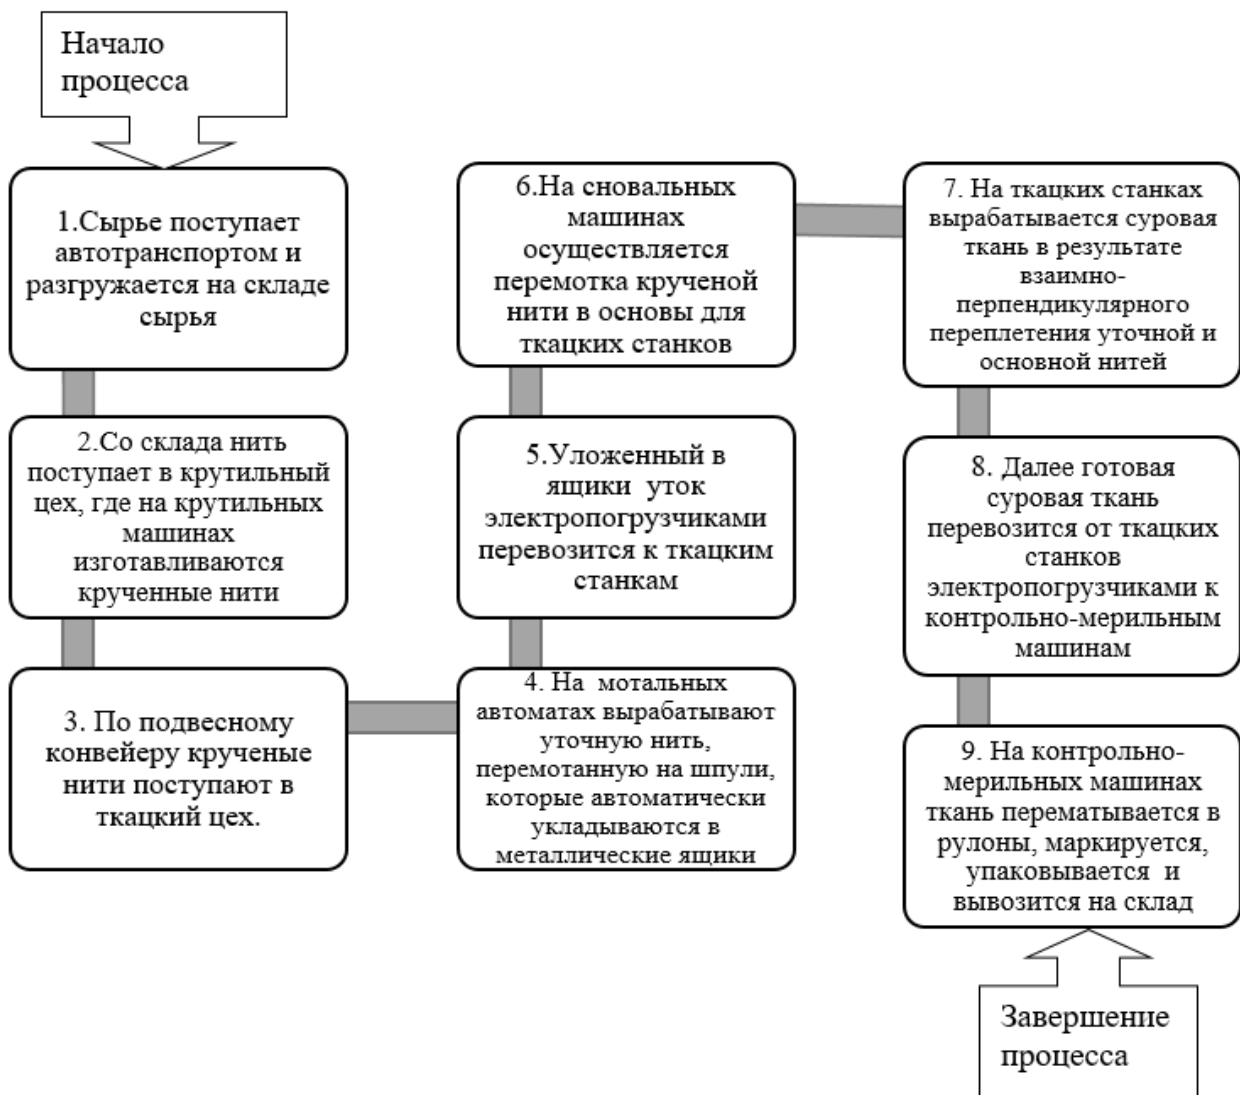 Начало
процесса
1.Сырье поступает
автотранспортом и
разгружается на складе
сырья
2.Со склада нить
поступает в крутильный
цех, где на крутильных
машинах
изготавливаются
крученные нити
3. По подвесному
конвейеру крученые
нити поступают в
ткацкий цех.
4. На мотальных
автоматах вырабатывают
уточную нить,
перемотанную на шпули,
которые автоматически
укладываются в
металлические ящики
5.Уложенный в
ящики уток
электропогрузчиками
перевозится к ткацким
станкам
6.На сновальных
машинах
осуществляется
перемотка крученой
нити в основы для
ткацких станков
7. На ткацких станках
вырабатывается суровая
ткань в результате
взаимно-
перпендикулярного
переплетения уточной и
основной нитей
8. Далее готовая
суровая ткань
перевозится от ткацких
станков
электропогрузчиками к
контрольно-мерильным
машинам
9. На контрольно-
мерильных машинах
ткань перематывается в
рулоны, маркируется,
упаковывается и
вывозится на склад
Завершение
процесса